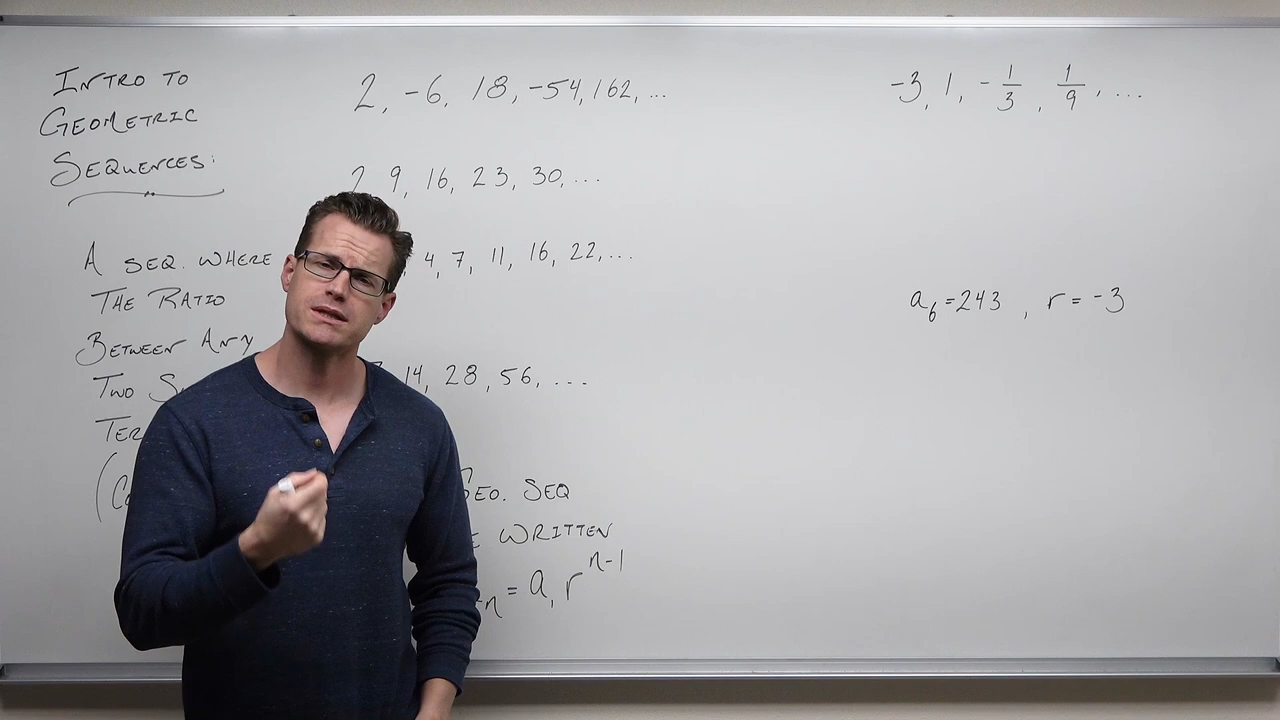 INTRO TO
GEOMETRIC
SEQUENCES:
A SEQ. WHERE
THE RATIO
BETWEEN ANY
TWO
2, -6, 18, -54, 162, ...
2 9, 16, 23, 30, ...
, 4, 7, 11, 16, 22, ...
14, 28, 56, ...
GEO. SEQ
WRITTEN
n = a₁ r^(n-1)
-3, 1, -1/3, 1/9, ...
a₆ = 243 , r = -3